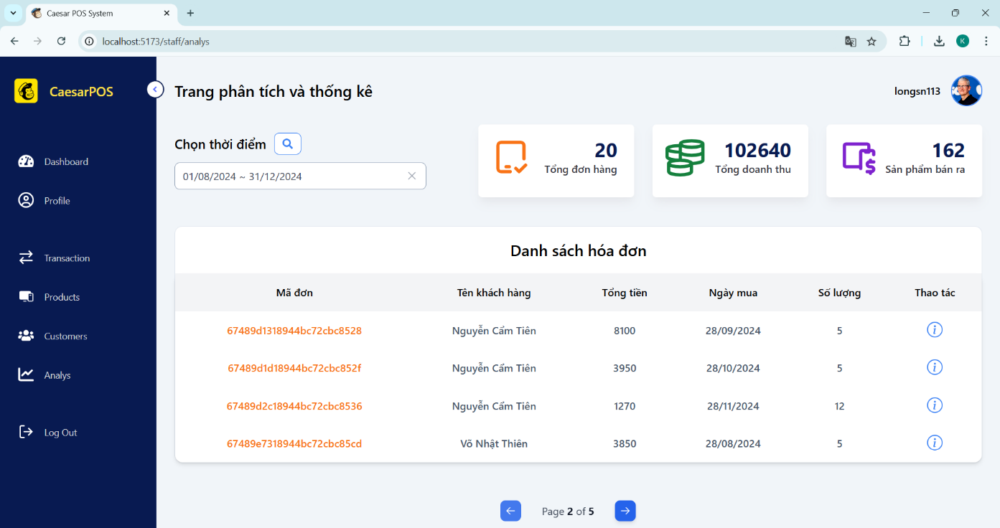 Caesar POS System
localhost:5173/staff/analys
K
CaesarPOS
Trang phân tích và thống kê
longsn113
Chọn thời điểm
01/08/2024 ~ 31/12/2024
20
Tổng đơn hàng
102640
Tổng doanh thu
162
Sản phẩm bán ra
Dashboard
Profile
Transaction
Products
Customers
Analys
Log Out
Danh sách hóa đơn
Mã đơn Tên khách hàng Tổng tiền Ngày mua Số lượng Thao tác
67489d1318944bc72cbc8528 Nguyễn Cẩm Tiên 8100 28/09/2024 5
67489d1d18944bc72cbc852f Nguyễn Cẩm Tiên 3950 28/10/2024 5
67489d2c18944bc72cbc8536 Nguyễn Cẩm Tiên 1270 28/11/2024 12
67489e7318944bc72cbc85cd Võ Nhật Thiên 3850 28/08/2024 5
Page 2 of 5